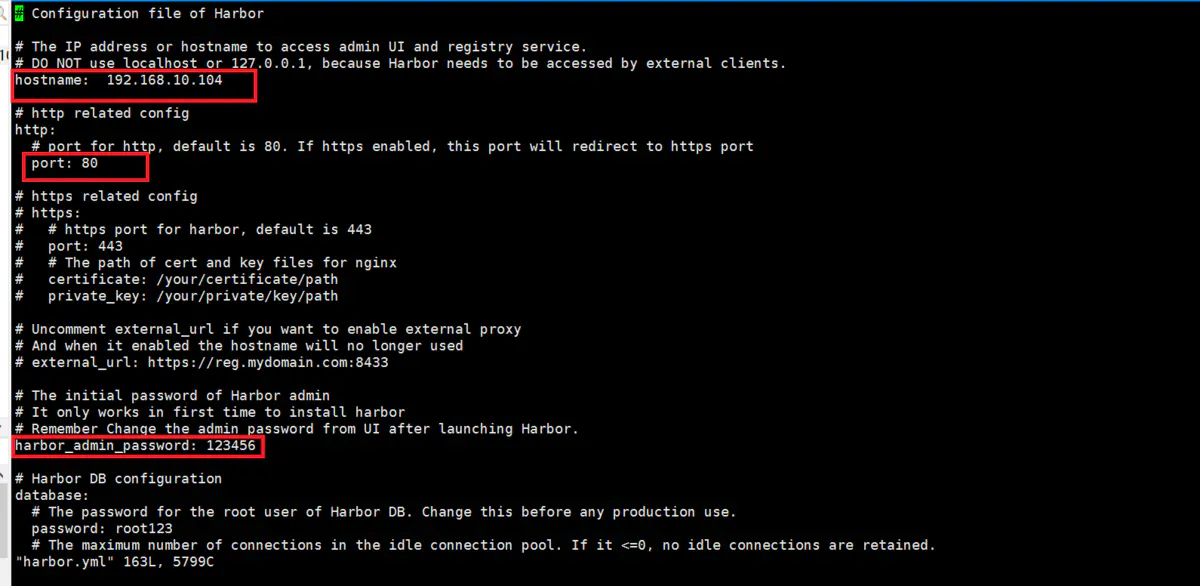 # Configuration file of Harbor
# The IP address or hostname to access admin UI and registry service.
# DO NOT use localhost or 127.0.0.1, because Harbor needs to be accessed by external clients.
hostname:  192.168.10.104
# http related config
http:
  # port for http, default is 80. If https enabled, this port will redirect to https port
  port: 80
# https related config
# https:
#   # https port for harbor, default is 443
#   port: 443
#   # The path of cert and key files for nginx
#   certificate: /your/certificate/path
#   private_key: /your/private/key/path
# Uncomment external_url if you want to enable external proxy
# And when it enabled the hostname will no longer used
# external_url: https://reg.mydomain.com:8433
# The initial password of Harbor admin
# It only works in first time to install harbor
# Remember Change the admin password from UI after launching Harbor.
harbor_admin_password: 123456
# Harbor DB configuration
database:
  # The password for the root user of Harbor DB. Change this before any production use.
  password: root123
  # The maximum number of connections in the idle connection pool. If it <=0, no idle connections are retained.
"harbor.yml" 163L, 5799C